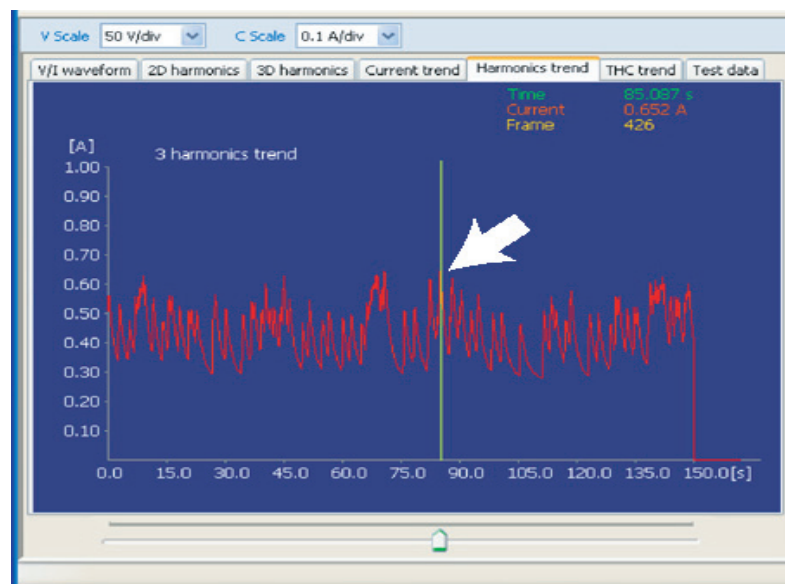 V Scale 50 V/div C Scale 0.1 A/div
V/I waveform 2D harmonics 3D harmonics Current trend Harmonics trend THC trend Test data
Time 85.087 s
Current 0.652 A
Frame 426
[A]
3 harmonics trend
1.00
0.90
0.80
0.70
0.60
0.50
0.40
0.30
0.20
0.10
0.0 15.0 30.0 45.0 60.0 75.0 90.0 105.0 120.0 135.0 150.0[s]